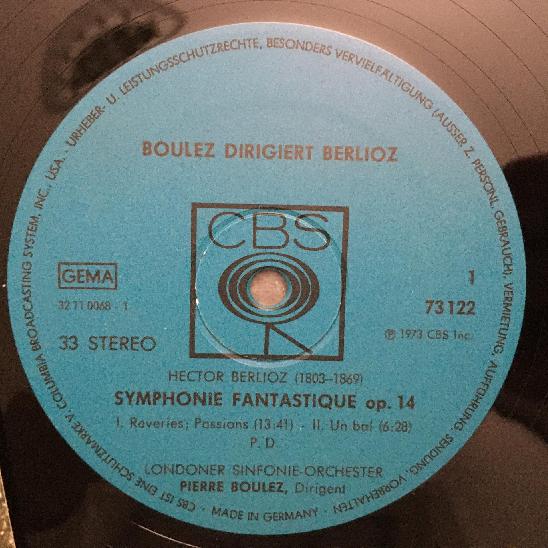 URHEBER- U. LEISTUNGSSCHUTZRECHTE, BESONDERS VERVIELFÄLTIGUNG (AUSSER Z. PERSÖNL. GEBRAUCH), VERMIETUNG, AUFFÜHRUNG, SENDUNG, VORBEHALTEN · MADE IN GERMANY · CBS IST EINE SCHUTZMARKE V. COLUMBIA BROADCASTING SYSTEM, INC., USA. ·
BOULEZ DIRIGIERT BERLIOZ
CBS
GEMA
1
32 11 0068 - 1
73122
℗ 1973 CBS Inc.
33 STEREO
HECTOR BERLIOZ (1803–1869)
SYMPHONIE FANTASTIQUE op. 14
I. Reveries; Passions (13:41) - II. Un bal (6:28)
P. D.
LONDONER SINFONIE-ORCHESTER
PIERRE BOULEZ, Dirigent